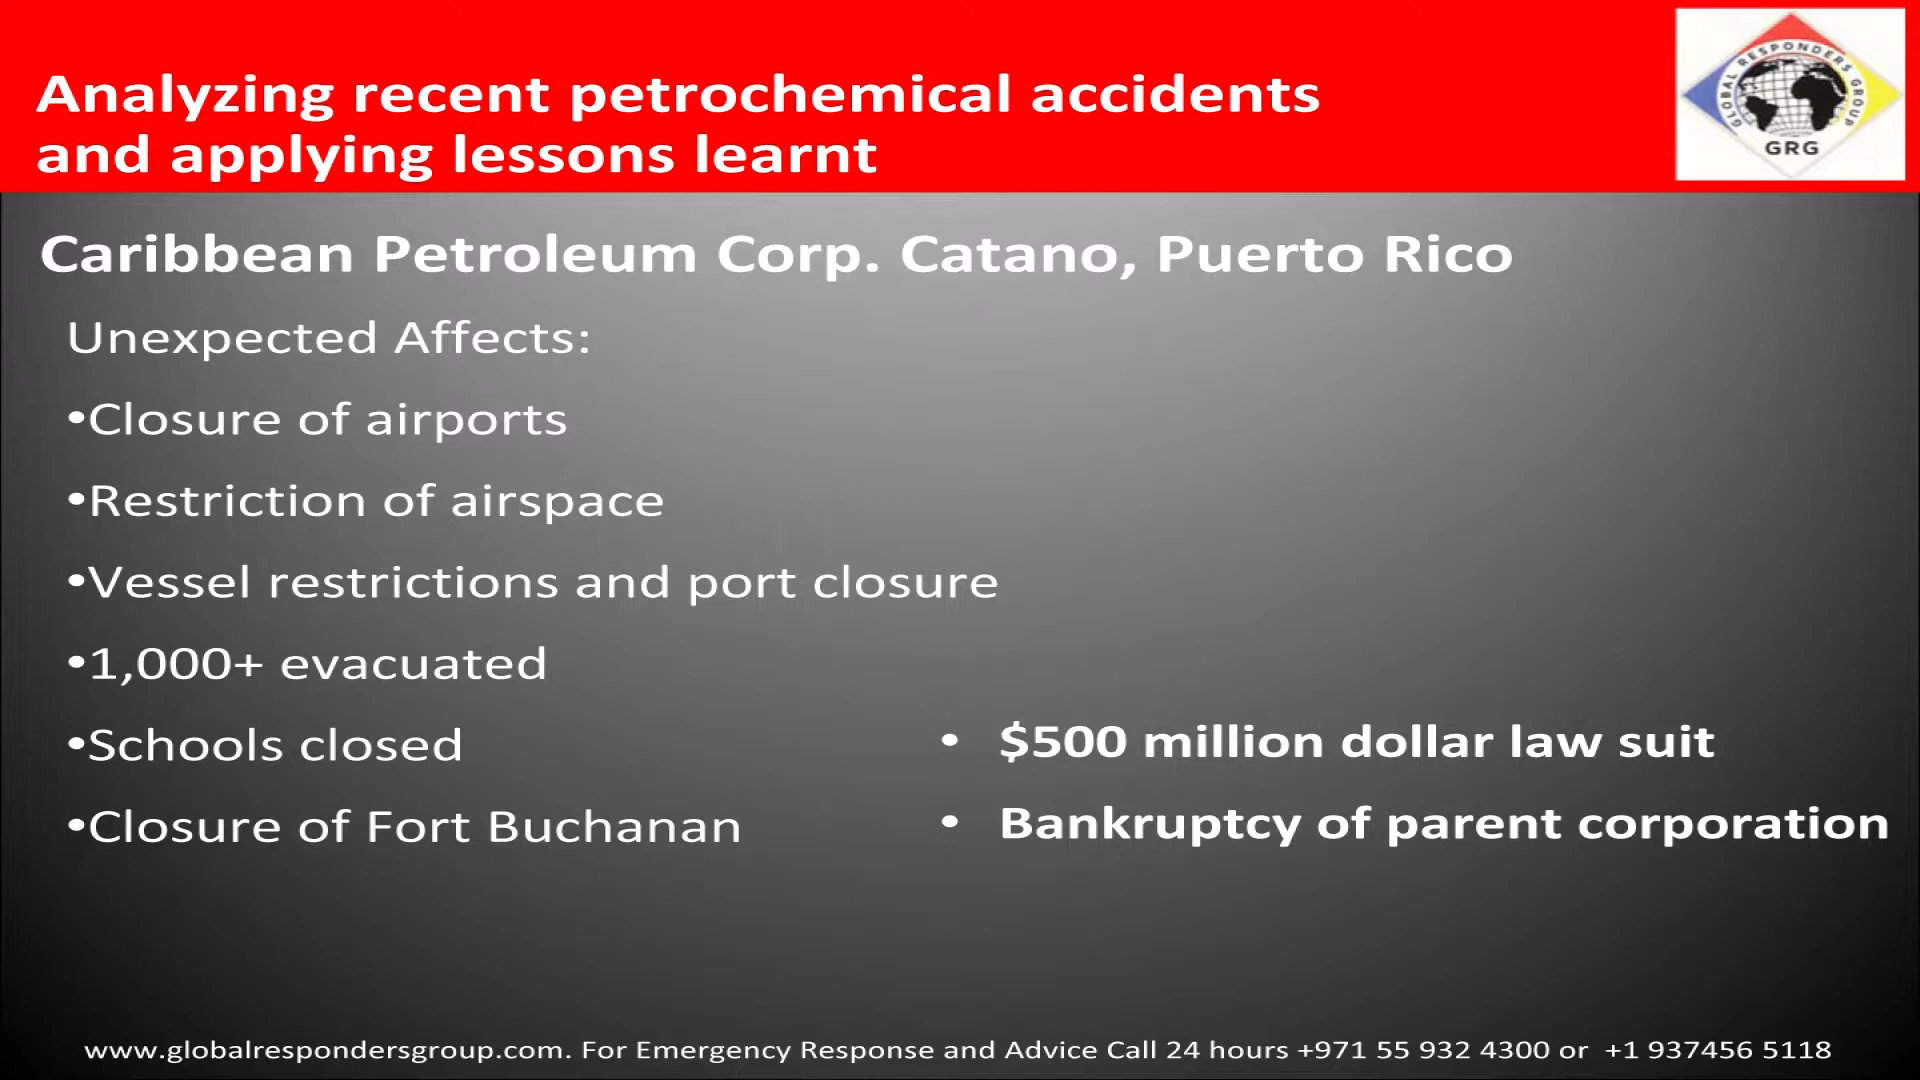 Analyzing recent petrochemical accidents
and applying lessons learnt
GLOBAL RESPONDERS GROUP
GRG
Caribbean Petroleum Corp. Catano, Puerto Rico
Unexpected Affects:
•Closure of airports
•Restriction of airspace
•Vessel restrictions and port closure
•1,000+ evacuated
•Schools closed
•Closure of Fort Buchanan
• $500 million dollar law suit
• Bankruptcy of parent corporation
www.globalrespondersgroup.com. For Emergency Response and Advice Call 24 hours +971 55 932 4300 or  +1 937456 5118